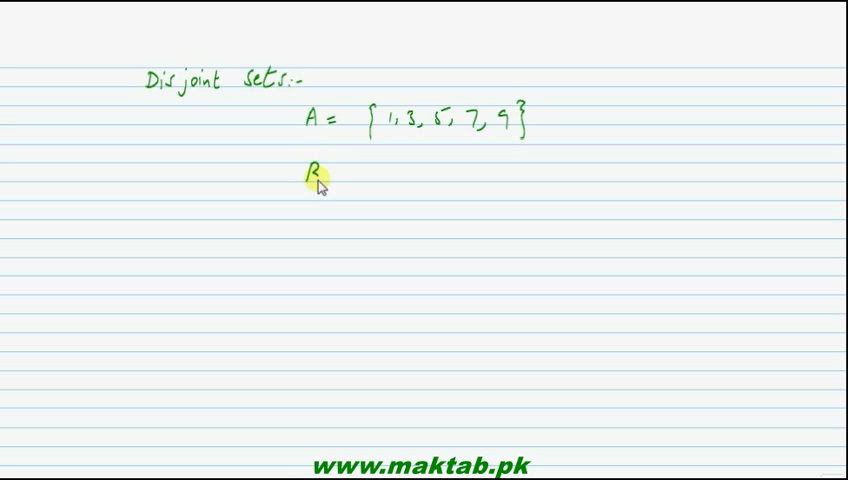 Disjoint sets:-
A = { 1, 3, 5, 7, 9 }
B
www.maktab.pk